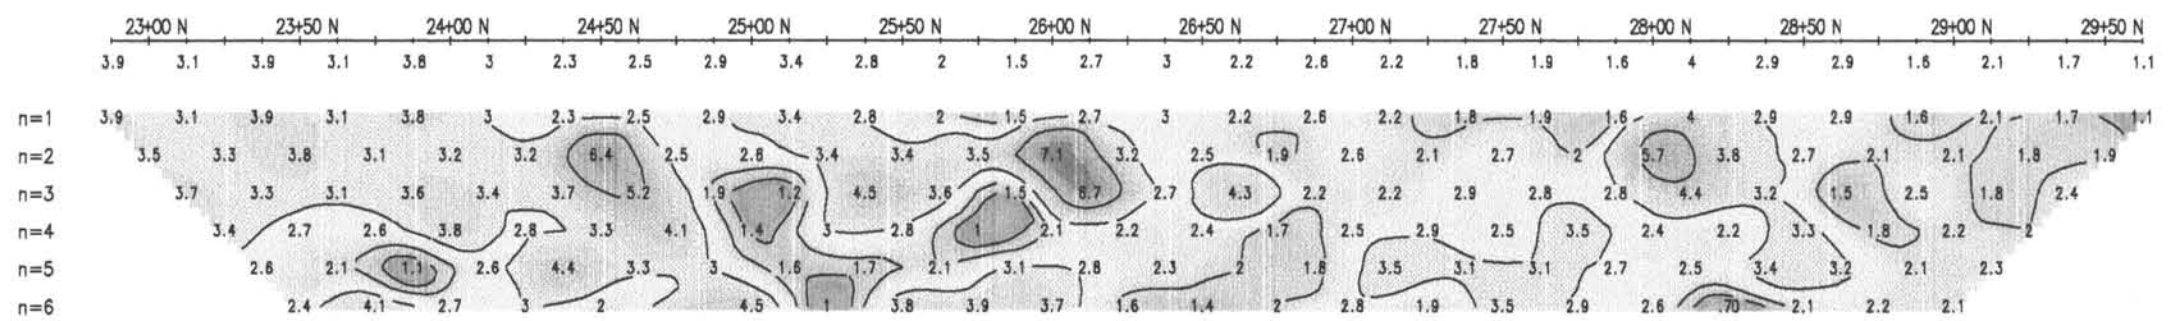 23+00 N 23+50 N 24+00 N 24+50 N 25+00 N 25+50 N 26+00 N 26+50 N 27+00 N 27+50 N 28+00 N 28+50 N 29+00 N 29+50 N
3.9 3.1 3.9 3.1 3.8 3 2.3 2.5 2.9 3.4 2.8 2 1.5 2.7 3 2.2 2.6 2.2 1.8 1.9 1.6 4 2.9 2.9 1.6 2.1 1.7 1.1
n=1 3.9 3.1 3.9 3.1 3.8 3 2.3 2.5 2.9 3.4 2.8 2 1.5 2.7 3 2.2 2.6 2.2 1.8 1.9 1.6 4 2.9 2.9 1.6 2.1 1.7 1.1
n=2 3.5 3.3 3.8 3.1 3.2 3.2 6.4 2.5 2.6 3.4 3.4 3.5 7.1 3.2 2.5 1.9 2.6 2.1 2.7 2 5.7 3.8 2.7 2.1 2.1 1.8 1.9
n=3 3.7 3.3 3.1 3.6 3.4 3.7 5.2 1.9 1.2 4.5 3.6 1.5 6.7 2.7 4.3 2.2 2.2 2.9 2.8 2.8 4.4 3.2 1.5 2.5 1.8 2.4
n=4 3.4 2.7 2.6 3.8 2.8 3.3 4.1 1.4 3 2.8 1 2.1 2.2 2.4 1.7 2.5 2.9 2.5 3.5 2.4 2.2 3.3 1.8 2.2 2
n=5 2.6 2.1 1.1 2.6 4.4 3.3 3 1.6 1.7 2.1 3.1 2.8 2.3 2 1.8 3.5 3.1 3.1 2.7 2.5 3.4 3.2 2.1 2.3
n=6 2.4 4.1 2.7 3 2 4.5 1 3.8 3.9 3.7 1.6 1.4 2 2.8 1.9 3.5 2.9 2.6 .70 2.1 2.2 2.1